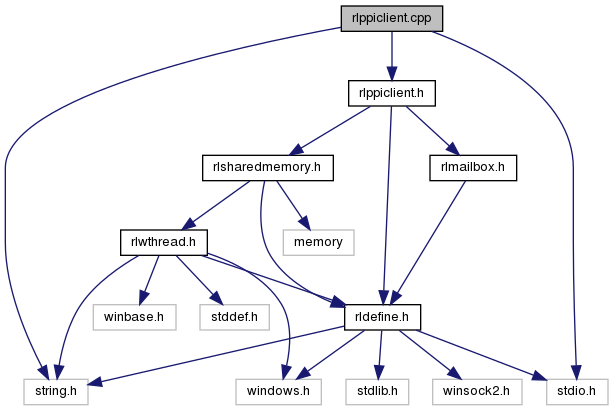 rlppiclient.cpp
rlppiclient.h
rlsharedmemory.h
rlmailbox.h
rlwthread.h
memory
winbase.h
stddef.h
rldefine.h
string.h
windows.h
stdlib.h
winsock2.h
stdio.h